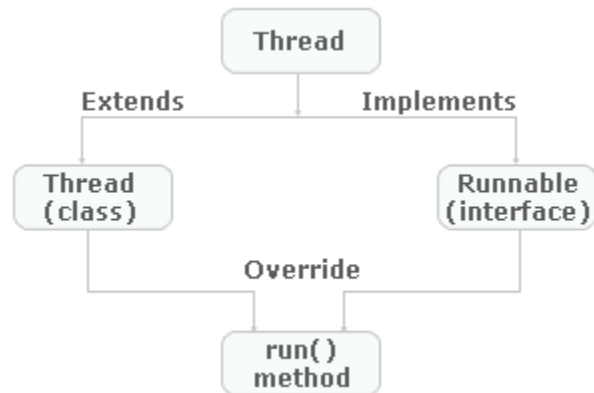 Thread
Extends
Implements
Thread
(class)
Runnable
(interface)
Override
run()
method